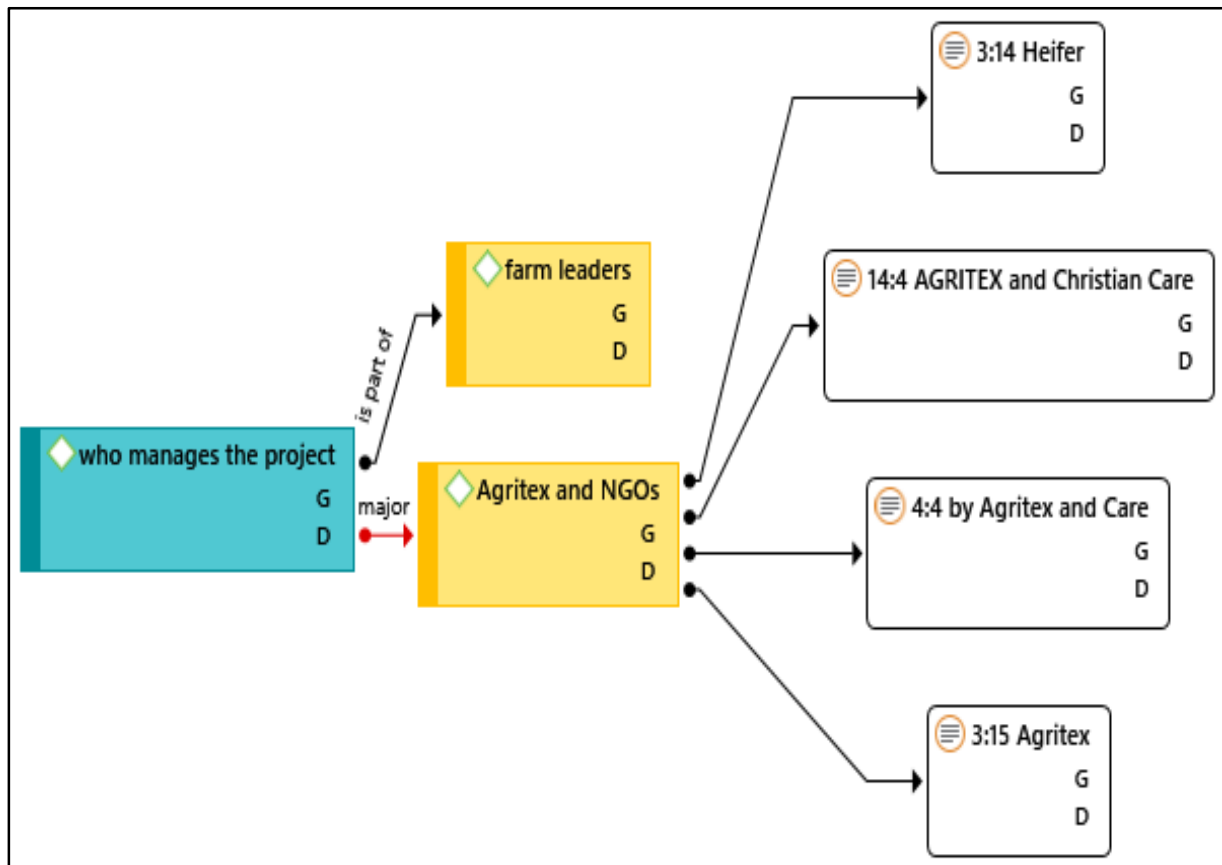 who manages the project
G
D
is part of
major
farm leaders
G
D
Agritex and NGOs
G
D
3:14 Heifer
G
D
14:4 AGRITEX and Christian Care
G
D
4:4 by Agritex and Care
G
D
3:15 Agritex
G
D